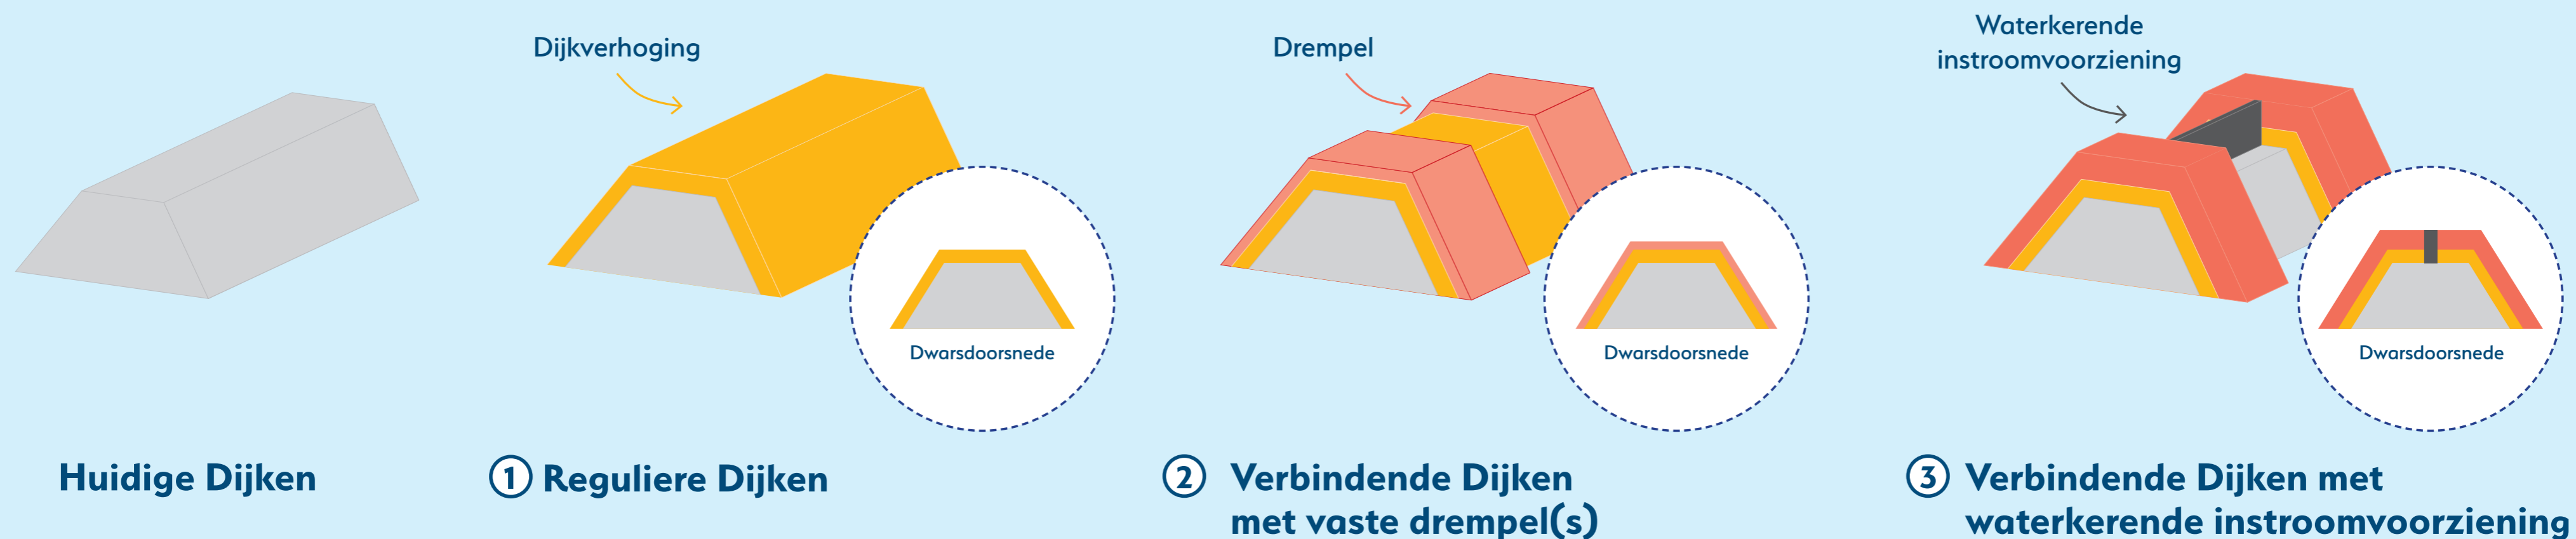 Dijkverhoging
Drempel
Waterkerende
instroomvoorziening
Dwarsdoorsnede
Dwarsdoorsnede
Dwarsdoorsnede
Huidige Dijken
1 Reguliere Dijken
2 Verbindende Dijken
met vaste drempel(s)
3 Verbindende Dijken met
waterkerende instroomvoorziening